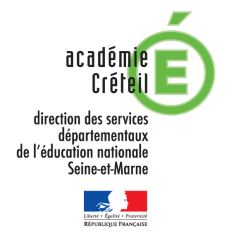 académie
Créteil
É
direction des services
départementaux
de l'éducation nationale
Seine-et-Marne
Liberté • Égalité • Fraternité
RÉPUBLIQUE FRANÇAISE